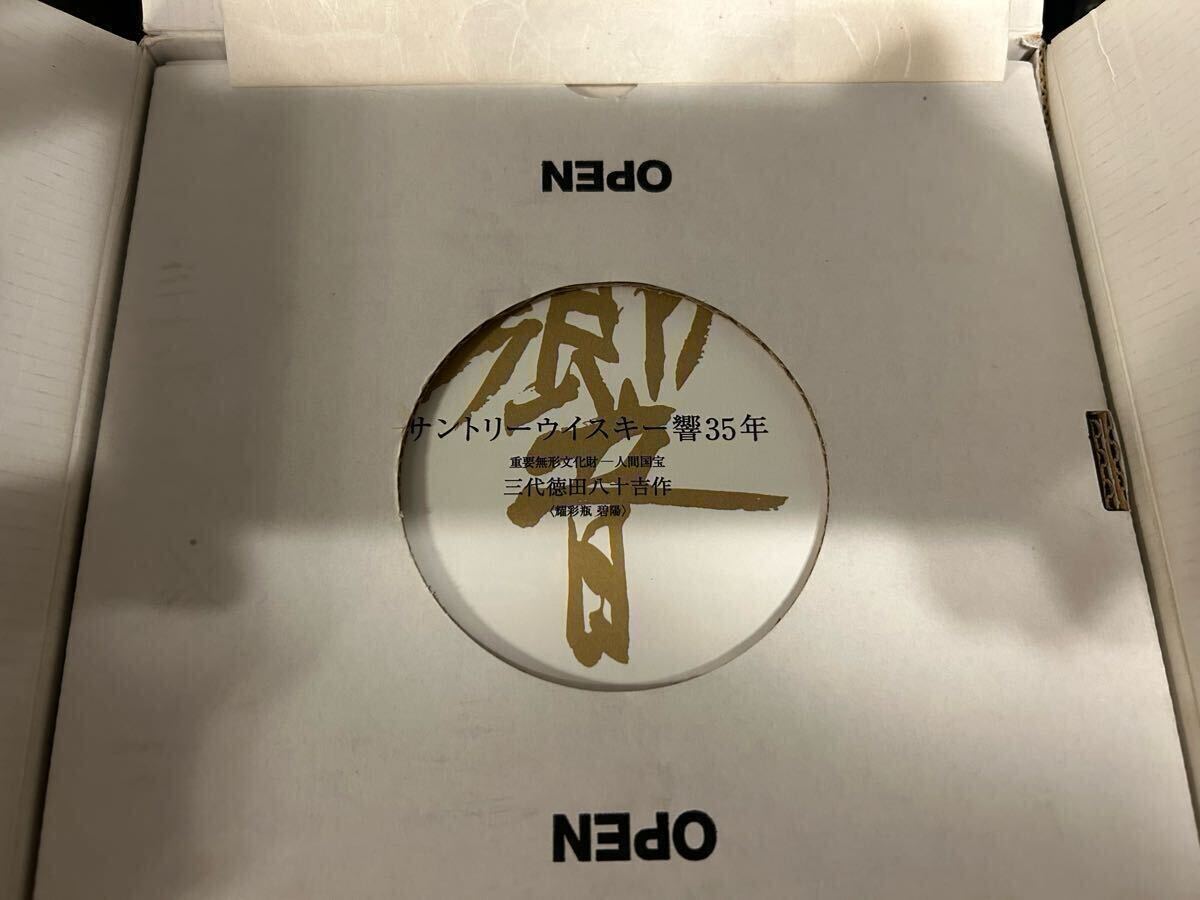 OPEN
響
サントリーウイスキー響35年
重要無形文化財―人間国宝
三代徳田八十吉作
〈耀彩瓶 碧陽〉
OPEN